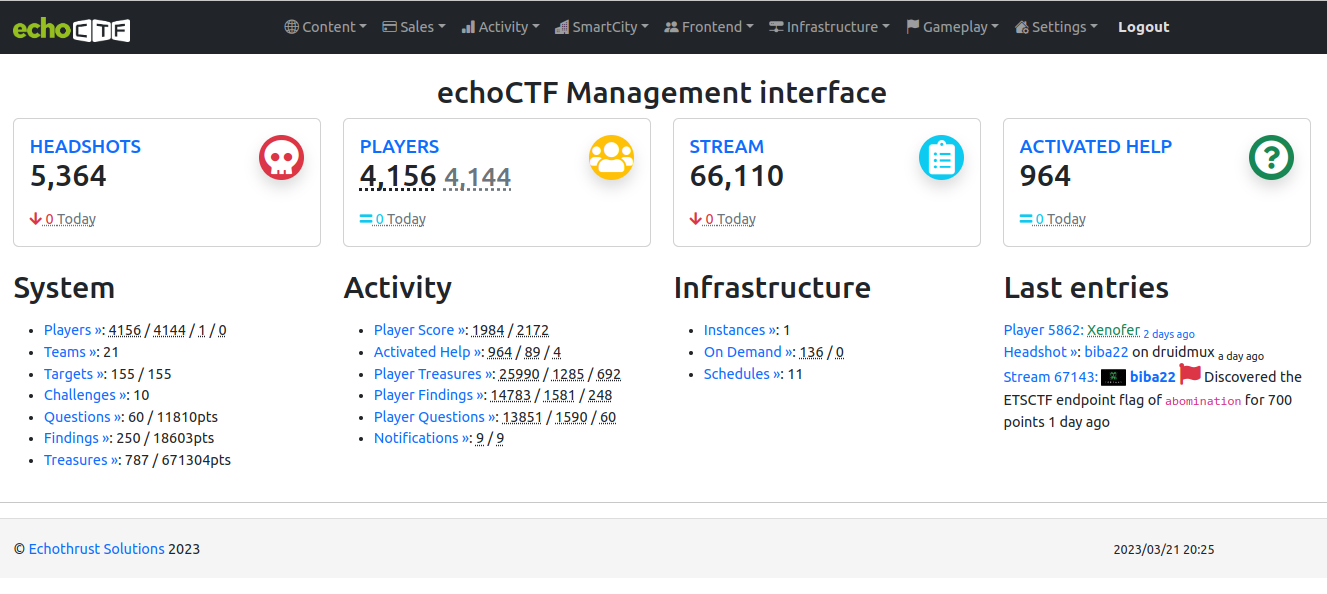 echoCTF
Content Sales Activity SmartCity Frontend Infrastructure Gameplay Settings Logout
echoCTF Management interface
HEADSHOTS
5,364
0 Today
PLAYERS
4,156 4,144
0 Today
STREAM
66,110
0 Today
ACTIVATED HELP
964
?
0 Today
System
Players »: 4156 / 4144 / 1 / 0
Teams »: 21
Targets »: 155 / 155
Challenges »: 10
Questions »: 60 / 11810pts
Findings »: 250 / 18603pts
Treasures »: 787 / 671304pts
Activity
Player Score »: 1984 / 2172
Activated Help »: 964 / 89 / 4
Player Treasures »: 25990 / 1285 / 692
Player Findings »: 14783 / 1581 / 248
Player Questions »: 13851 / 1590 / 60
Notifications »: 9 / 9
Infrastructure
Instances »: 1
On Demand »: 136 / 0
Schedules »: 11
Last entries
Player 5862: Xenofer 2 days ago
Headshot »: biba22 on druidmux a day ago
Stream 67143: biba22 Discovered the
ETSCTF endpoint flag of abomination for 700
points 1 day ago
© Echothrust Solutions 2023
2023/03/21 20:25